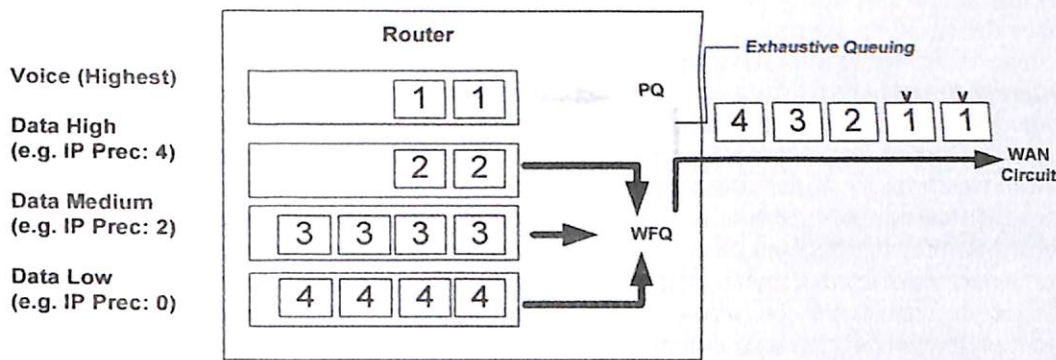 Router
Exhaustive Queuing
Voice (Highest)
1 1
PQ
v v
4 3 2 1 1
Data High
(e.g. IP Prec: 4)
2 2
WAN
Circuit
Data Medium
(e.g. IP Prec: 2)
3 3 3 3
WFQ
Data Low
(e.g. IP Prec: 0)
4 4 4 4